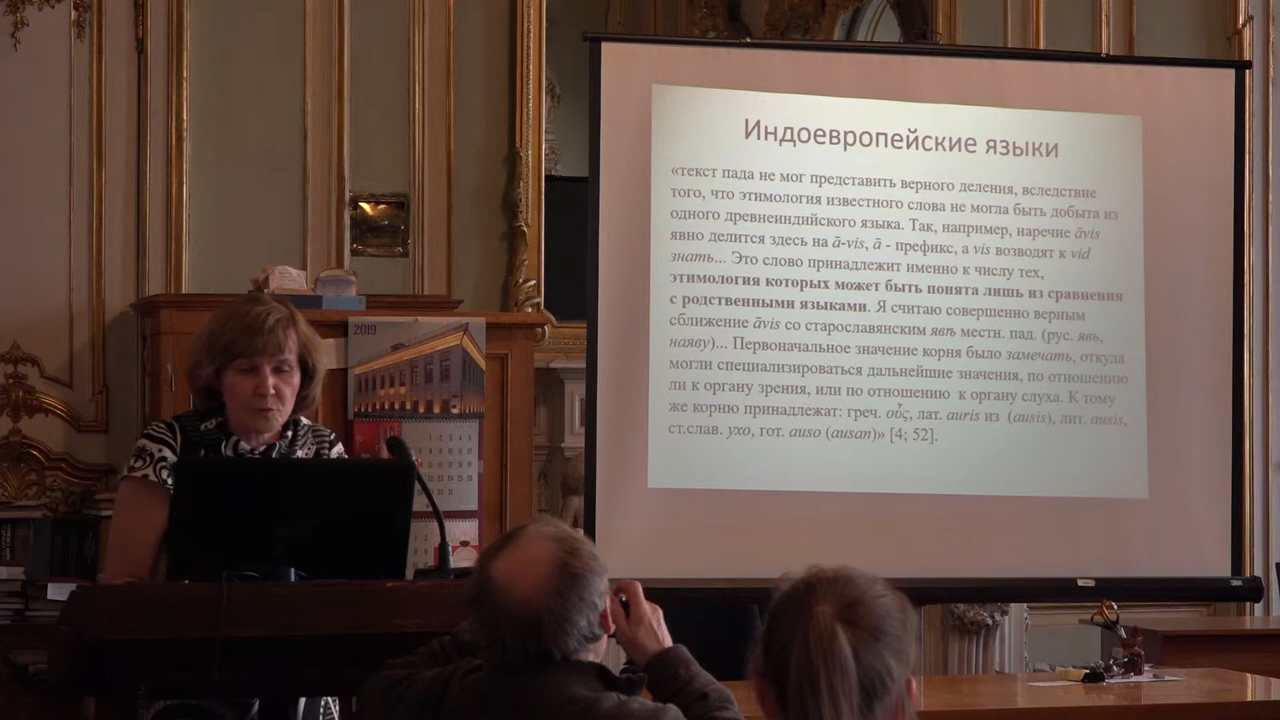 Индоевропейские языки
«текст пада не мог представить верного деления, вследствие
того, что этимология известного слова не могла быть добыта из
одного древнеиндийского языка. Так, например, наречие āvis
явно делится здесь на ā-vis, ā - префикс, а vis возводят к vid
знать... Это слово принадлежит именно к числу тех,
этимология которых может быть понята лишь из сравнения
с родственными языками. Я считаю совершенно верным
сближение āvis со старославянским явѣ местн. пад. (рус. явь,
наяву)... Первоначальное значение корня было замечать, откуда
могли специализироваться дальнейшие значения, по отношению
ли к органу зрения, или по отношению к органу слуха. К тому
же корню принадлежат: греч. οὖς, лат. auris из (ausis), лит. ausis,
ст.слав. ухо, гот. auso (ausan)» [4; 52].
2019